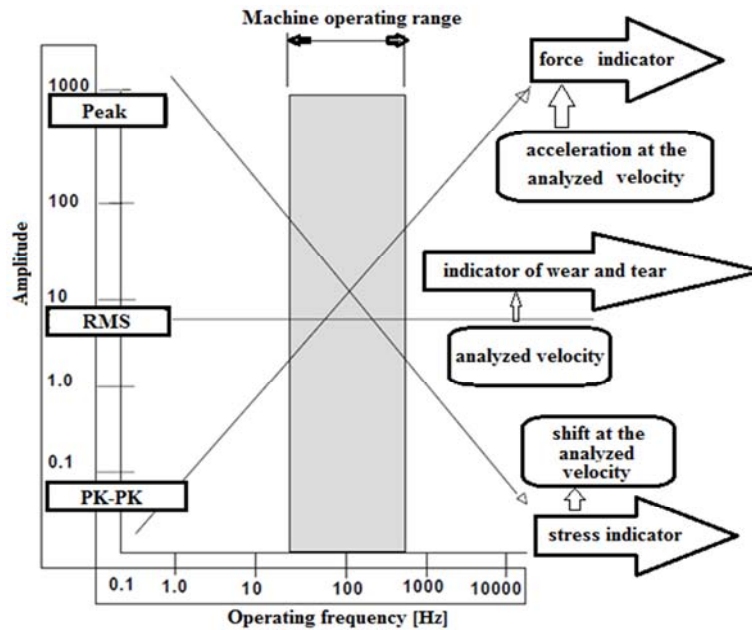 Machine operating range
1000
Peak
100
Amplitude
10
RMS
1.0
0.1
PK-PK
0.1 1.0 10 100 1000 10000
Operating frequency [Hz]
force indicator
acceleration at the
analyzed velocity
indicator of wear and tear
analyzed velocity
shift at the
analyzed
velocity
stress indicator